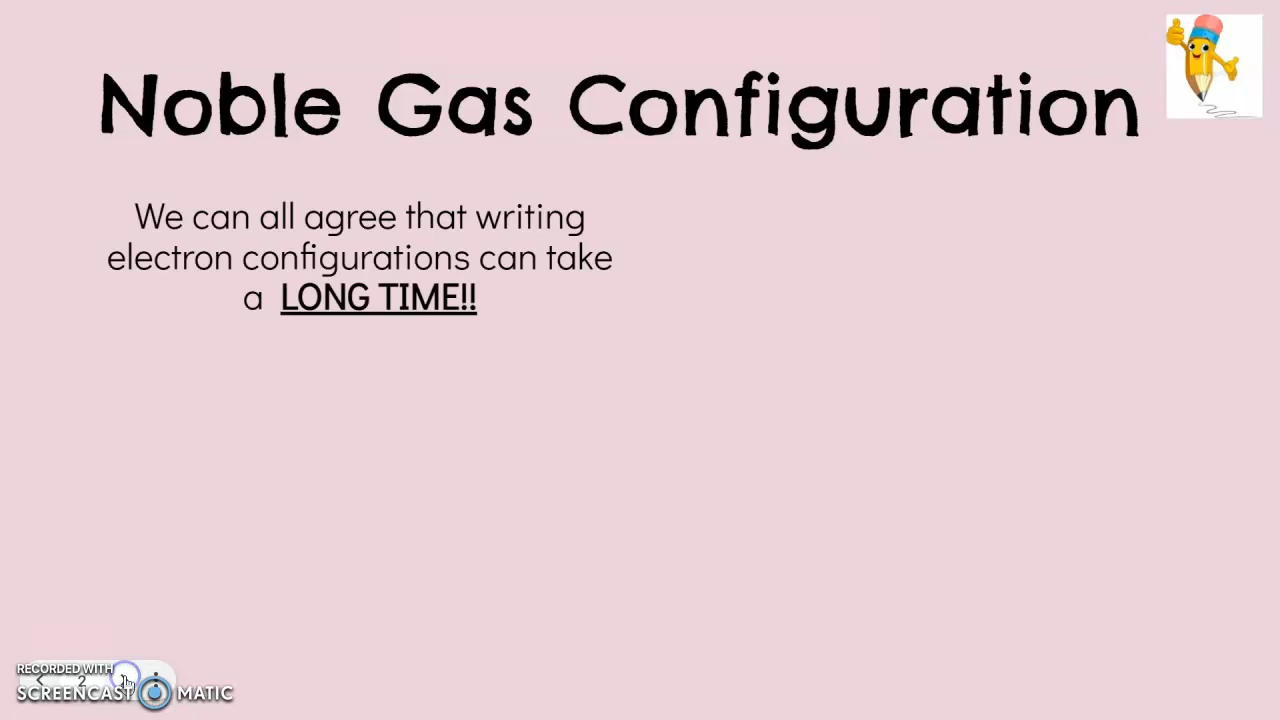 Noble Gas Configuration
We can all agree that writing
electron configurations can take
a LONG TIME!!
RECORDED WITH
2
SCREENCAST MATIC